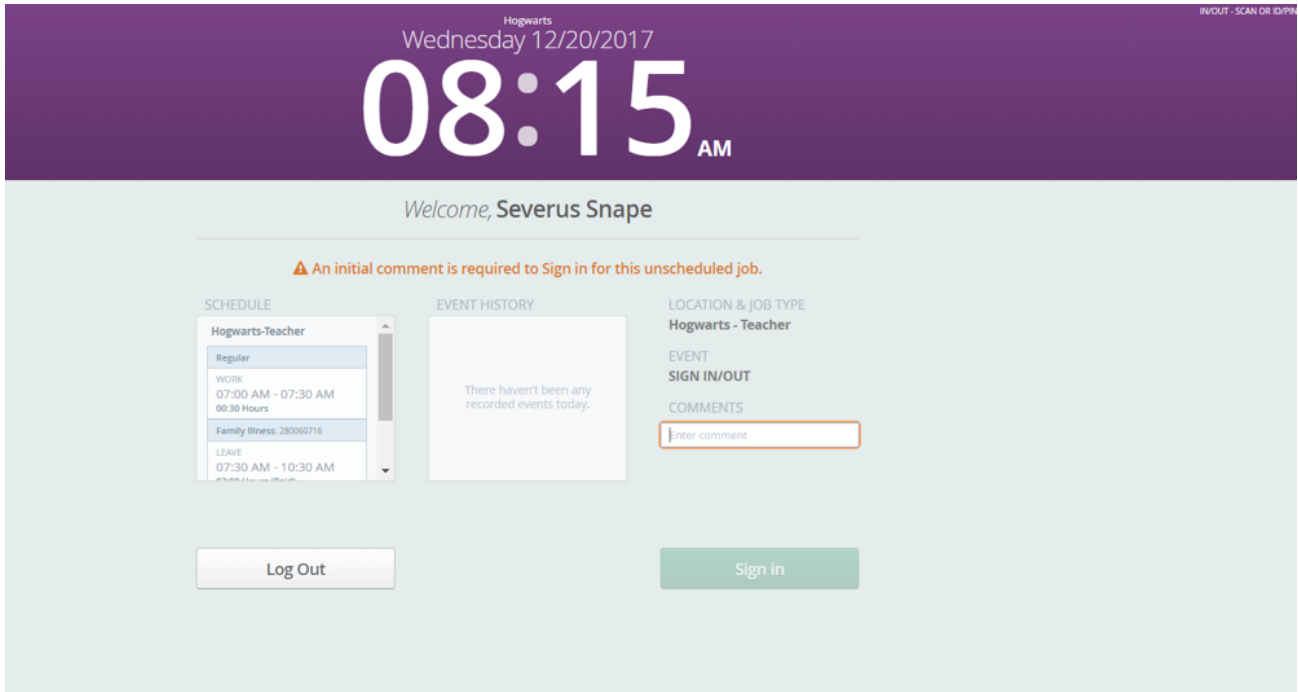 IN/OUT - SCAN OR ID/PIN
Hogwarts
Wednesday 12/20/2017
08:15 AM
Welcome, Severus Snape
An initial comment is required to Sign in for this unscheduled job.
SCHEDULE
Hogwarts-Teacher
Regular
WORK
07:00 AM - 07:30 AM
00:30 Hours
Family Illness: 280060716
LEAVE
07:30 AM - 10:30 AM
EVENT HISTORY
There haven't been any
recorded events today.
LOCATION & JOB TYPE
Hogwarts - Teacher
EVENT
SIGN IN/OUT
COMMENTS
Enter comment
Log Out
Sign in